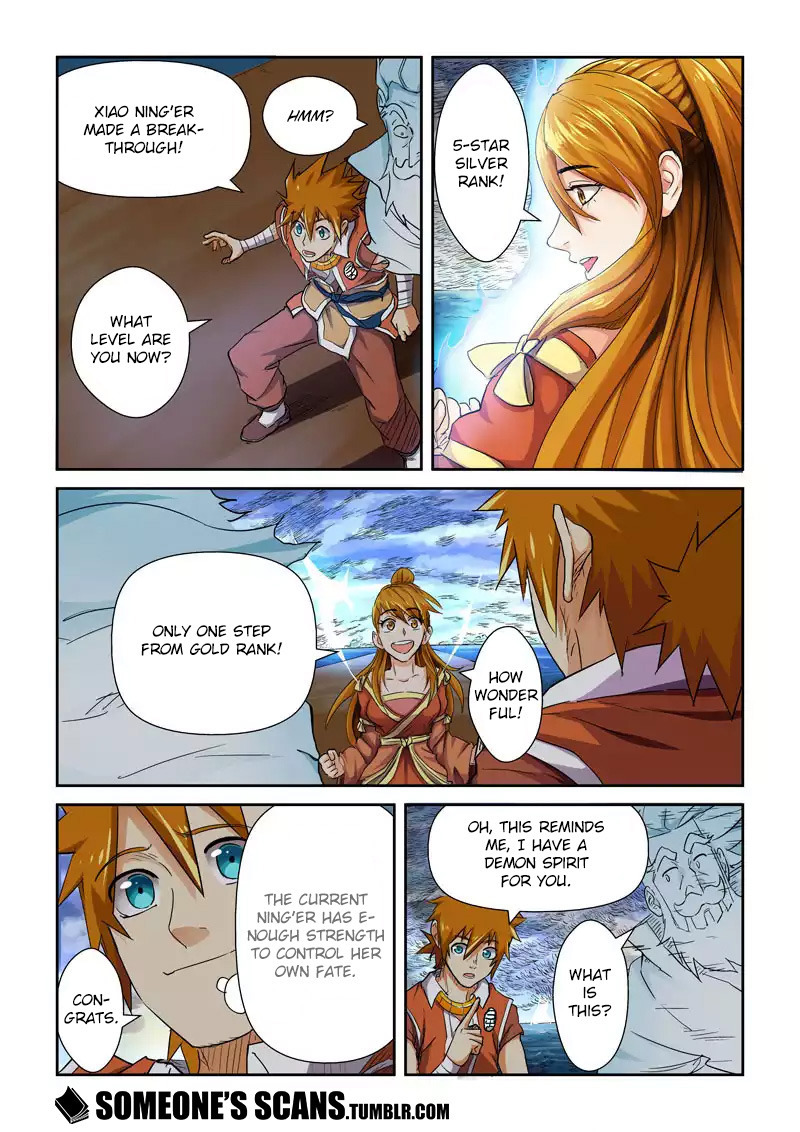 XIAO NING'ER
MADE A BREAK-
THROUGH!
HMM?
WHAT
LEVEL ARE
YOU NOW?
5-STAR
SILVER
RANK!
ONLY ONE STEP
FROM GOLD RANK!
HOW
WONDER
FUL!
THE CURRENT
NING'ER HAS E-
NOUGH STRENGTH
TO CONTROL HER
OWN FATE.
CON-
GRATS.
OH, THIS REMINDS
ME, I HAVE A
DEMON SPIRIT
FOR YOU.
WHAT
IS
THIS?
SOMEONE'S SCANS.TUMBLR.COM